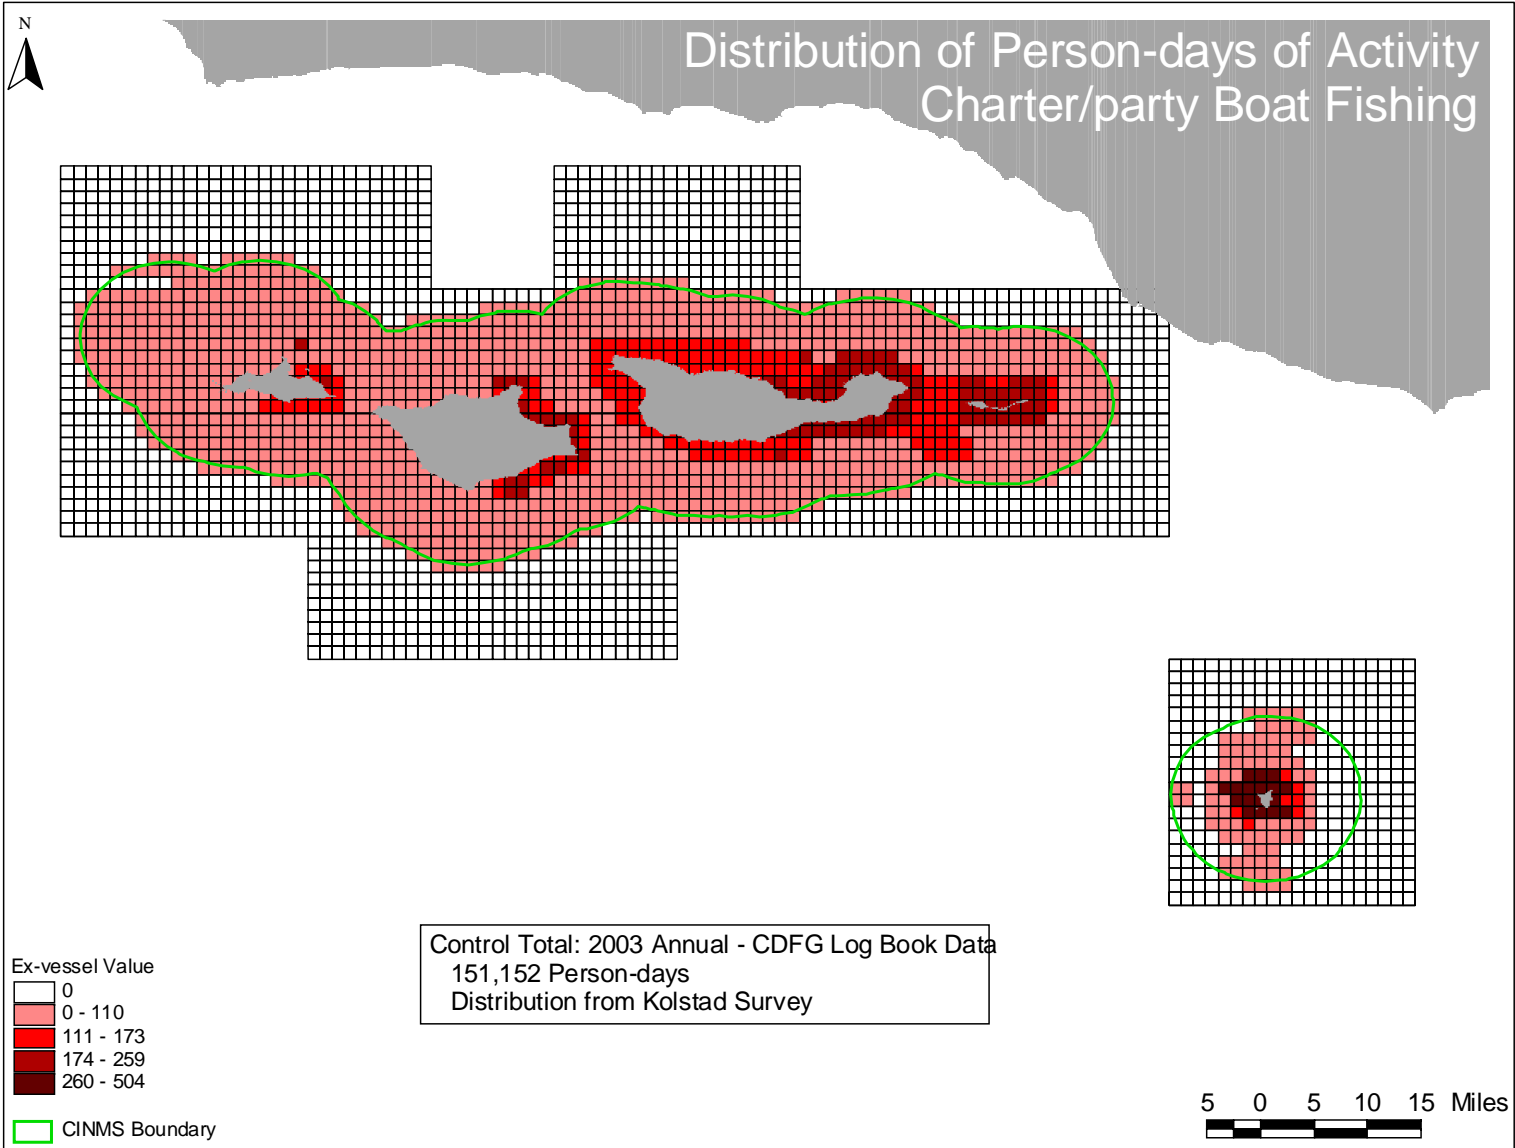 N
Distribution of Person-days of Activity
Charter/party Boat Fishing
Control Total: 2003 Annual - CDFG Log Book Data
151,152 Person-days
Distribution from Kolstad Survey
Ex-vessel Value
0
0 - 110
111 - 173
174 - 259
260 - 504
CINMS Boundary
5 0 5 10 15 Miles